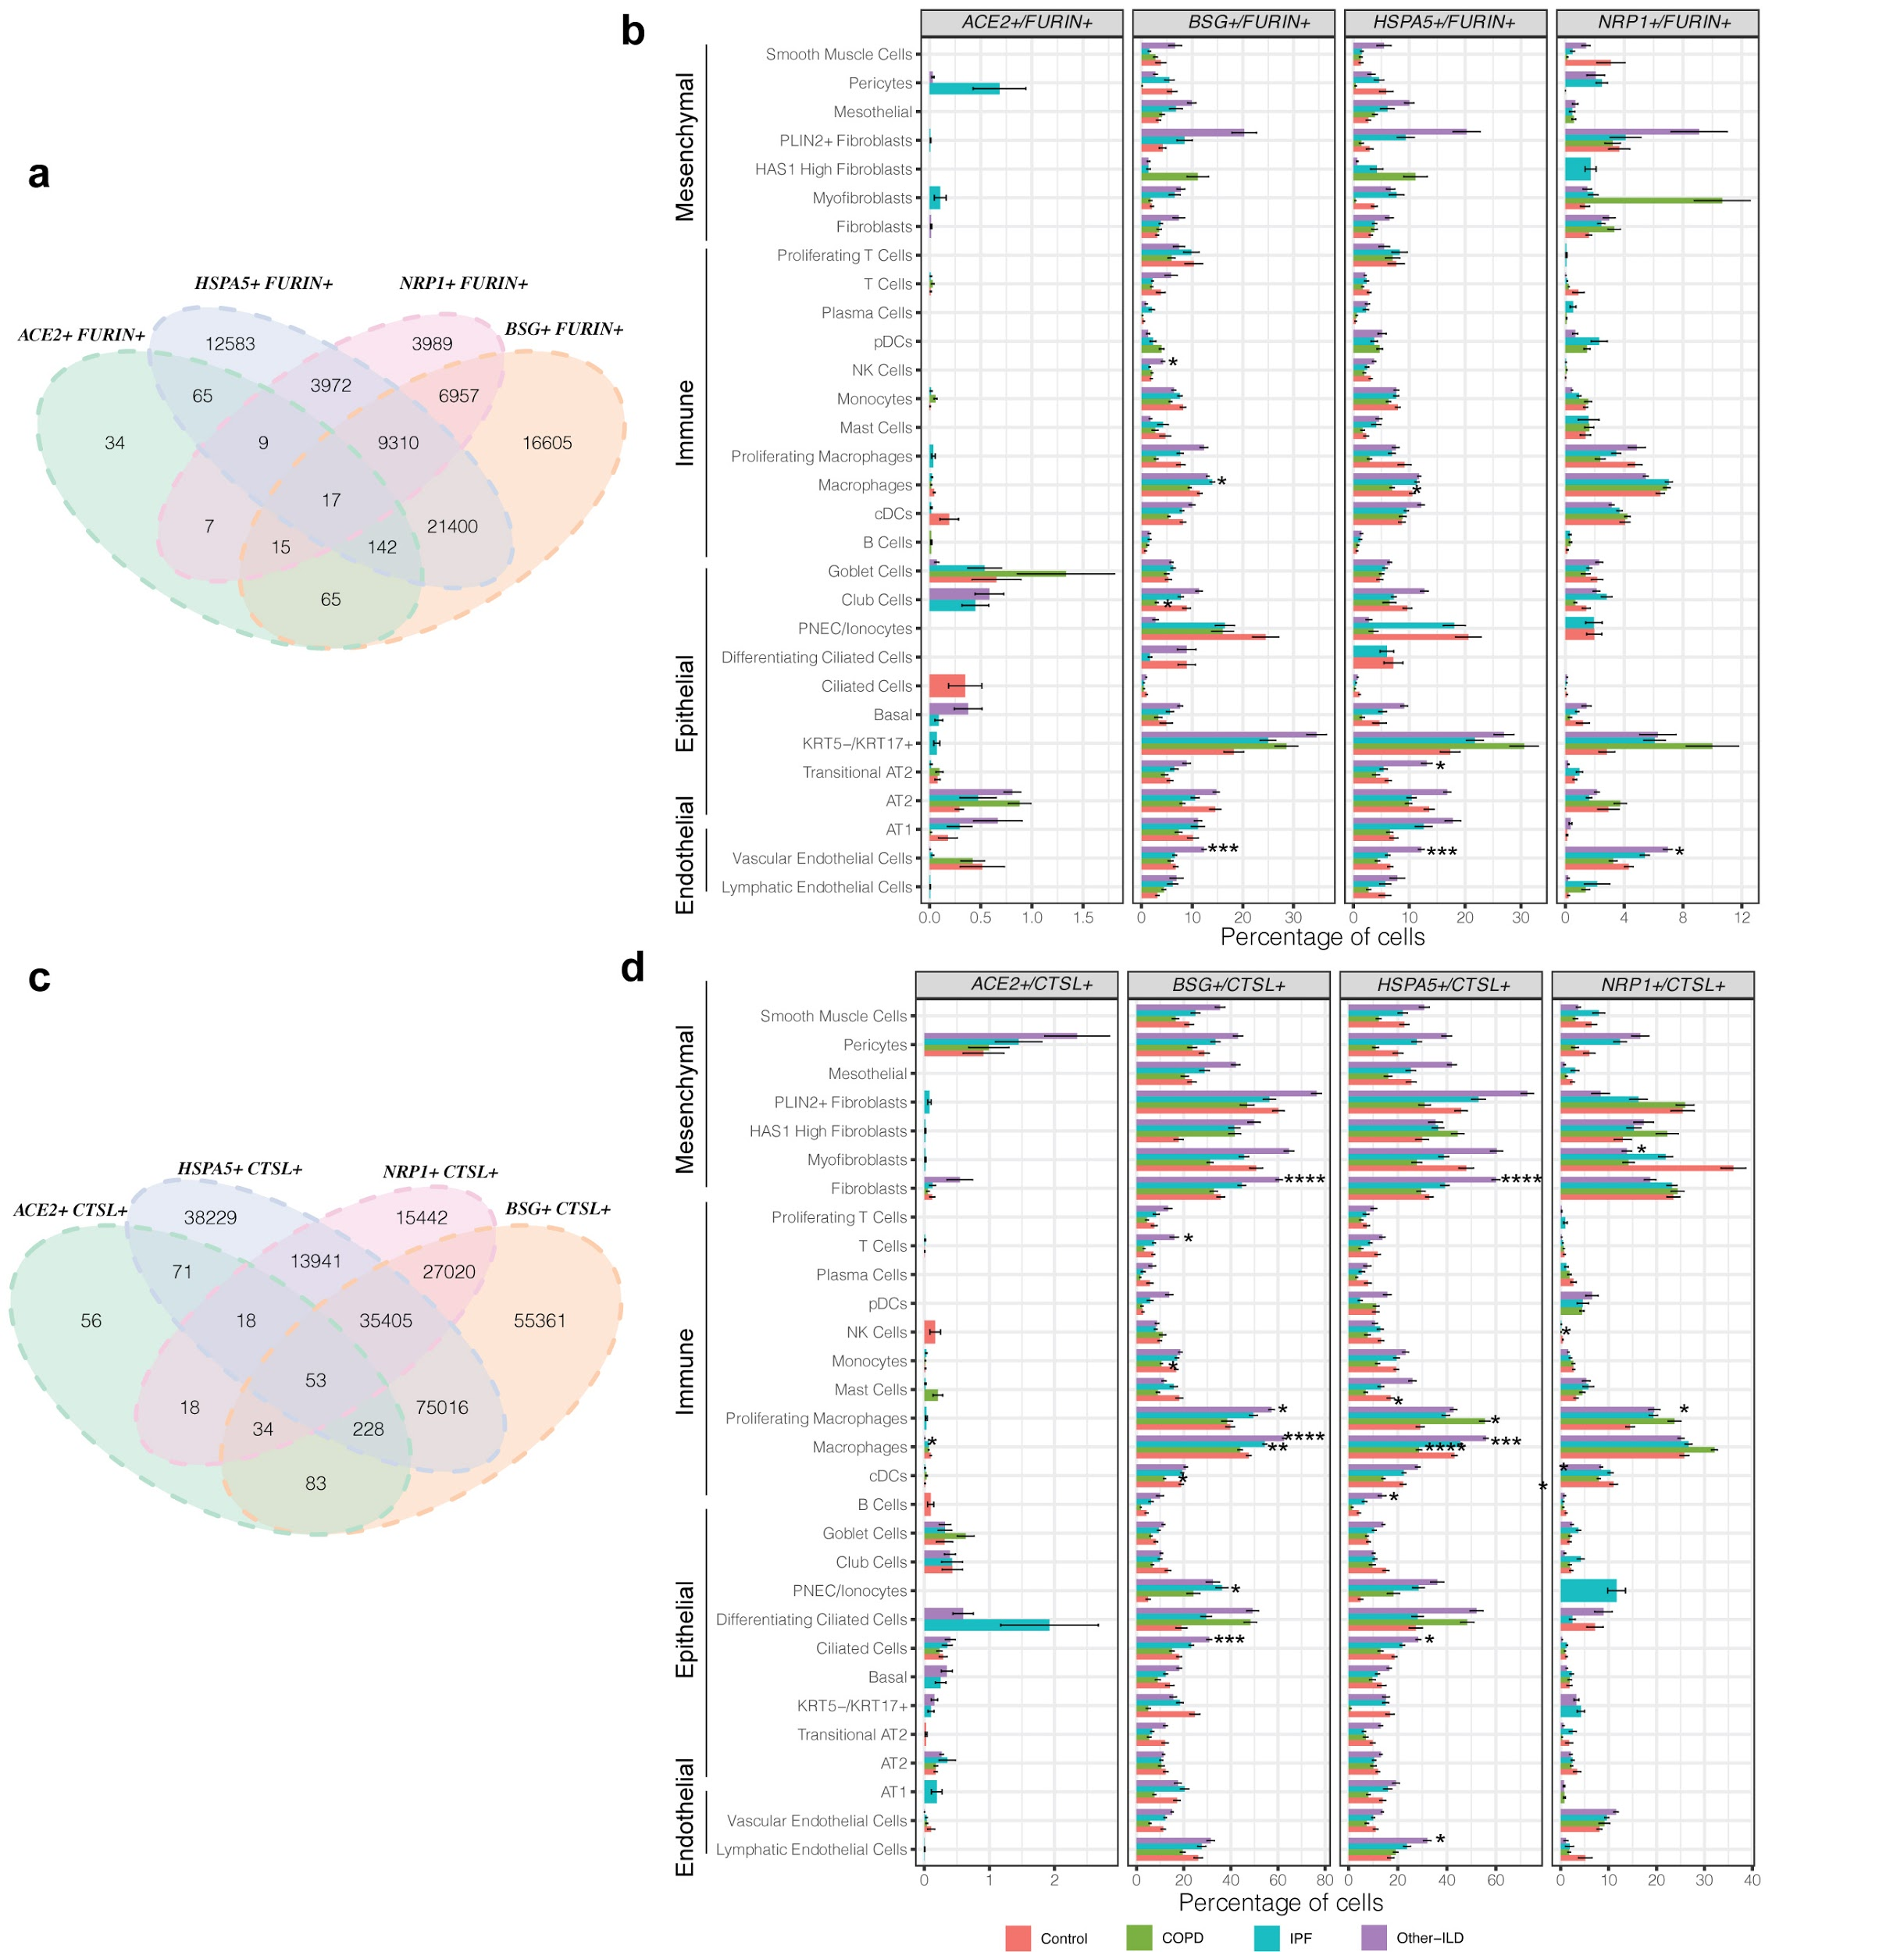 a
HSPA5+ FURIN+
NRP1+ FURIN+
ACE2+ FURIN+
BSG+ FURIN+
12583
3989
65
3972
6957
34
9
9310
16605
17
7
15
142
21400
65
b
ACE2+/FURIN+
BSG+/FURIN+
HSPA5+/FURIN+
NRP1+/FURIN+
Mesenchymal
Smooth Muscle Cells
Pericytes
Mesothelial
PLIN2+ Fibroblasts
HAS1 High Fibroblasts
Myofibroblasts
Fibroblasts
Immune
Proliferating T Cells
T Cells
Plasma Cells
pDCs
NK Cells
*
Monocytes
Mast Cells
Proliferating Macrophages
Macrophages
*
*
cDCs
B Cells
Epithelial
Goblet Cells
Club Cells
*
PNEC/Ionocytes
Differentiating Ciliated Cells
Ciliated Cells
Basal
KRT5−/KRT17+
Transitional AT2
*
AT2
Endothelial
AT1
Vascular Endothelial Cells
***
***
*
Lymphatic Endothelial Cells
0.0 0.5 1.0 1.5
0 10 20 30
0 10 20 30
0 4 8 12
Percentage of cells
c
HSPA5+ CTSL+
NRP1+ CTSL+
ACE2+ CTSL+
BSG+ CTSL+
38229
15442
71
13941
27020
56
18
35405
55361
53
18
34
228
75016
83
d
ACE2+/CTSL+
BSG+/CTSL+
HSPA5+/CTSL+
NRP1+/CTSL+
Mesenchymal
Smooth Muscle Cells
Pericytes
Mesothelial
PLIN2+ Fibroblasts
HAS1 High Fibroblasts
Myofibroblasts
*
Fibroblasts
****
****
Immune
Proliferating T Cells
T Cells
*
Plasma Cells
pDCs
NK Cells
*
Monocytes
*
Mast Cells
*
Proliferating Macrophages
*
*
*
Macrophages
*
****
**
****
***
cDCs
*
*
*
B Cells
*
Epithelial
Goblet Cells
Club Cells
PNEC/Ionocytes
*
Differentiating Ciliated Cells
Ciliated Cells
***
*
Basal
KRT5−/KRT17+
Transitional AT2
AT2
Endothelial
AT1
Vascular Endothelial Cells
Lymphatic Endothelial Cells
*
0 1 2
0 20 40 60 80
0 20 40 60
0 10 20 30 40
Percentage of cells
Control
COPD
IPF
Other−ILD